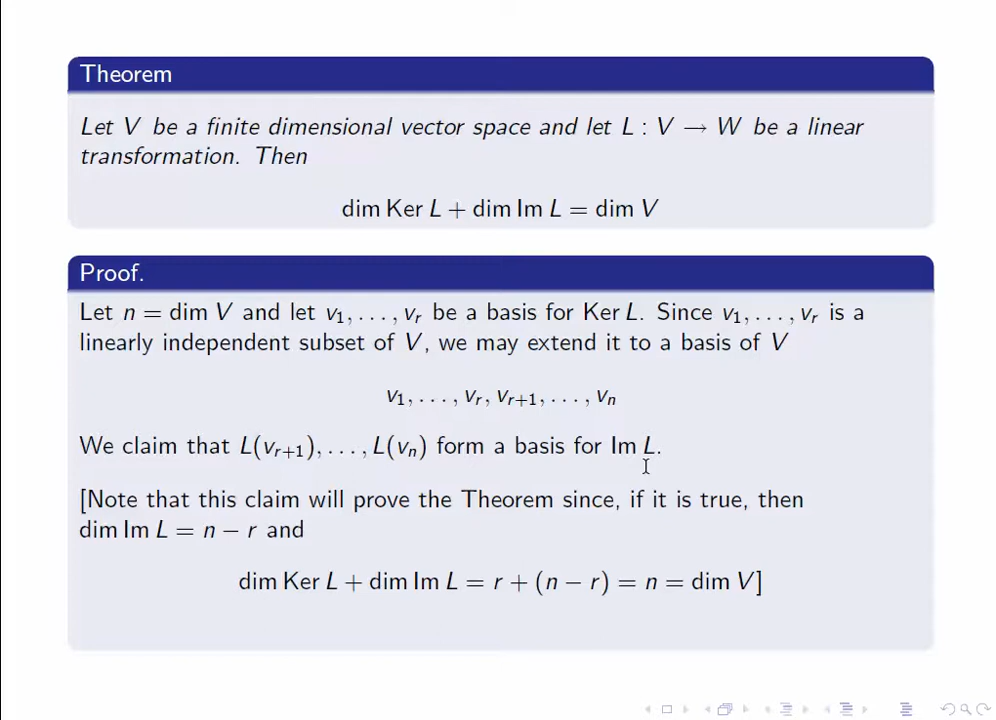 Theorem
Let V be a finite dimensional vector space and let L : V → W be a linear
transformation. Then
dim Ker L + dim Im L = dim V
Proof.
Let n = dim V and let v₁, . . . , vᵣ be a basis for Ker L. Since v₁, . . . , vᵣ is a
linearly independent subset of V, we may extend it to a basis of V
v₁, . . . , vᵣ, vᵣ₊₁, . . . , vₙ
We claim that L(vᵣ₊₁), . . . , L(vₙ) form a basis for Im L.
[Note that this claim will prove the Theorem since, if it is true, then
dim Im L = n − r and
dim Ker L + dim Im L = r + (n − r) = n = dim V]